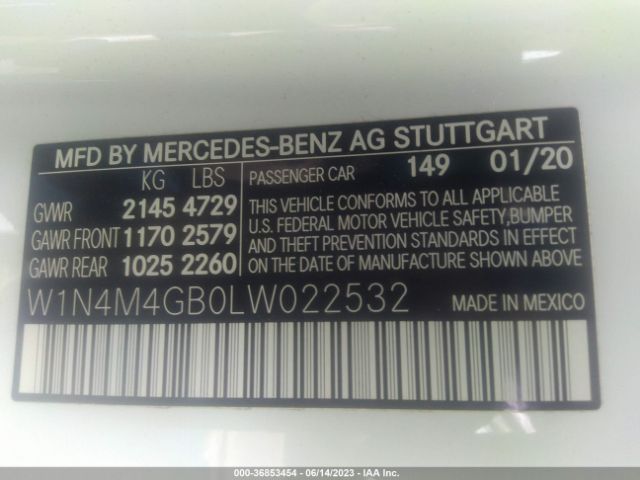 MFD BY MERCEDES-BENZ AG STUTTGART
KG LBS
GVWR 2145 4729
GAWR FRONT 1170 2579
GAWR REAR 1025 2260
PASSENGER CAR 149 01/20
THIS VEHICLE CONFORMS TO ALL APPLICABLE
U.S. FEDERAL MOTOR VEHICLE SAFETY,BUMPER
AND THEFT PREVENTION STANDARDS IN EFFECT
ON THE DATE OF MANUFACTURE SHOWN ABOVE
W1N4M4GB0LW022532
MADE IN MEXICO
000-36853454 - 06/14/2023 - IAAI Inc.